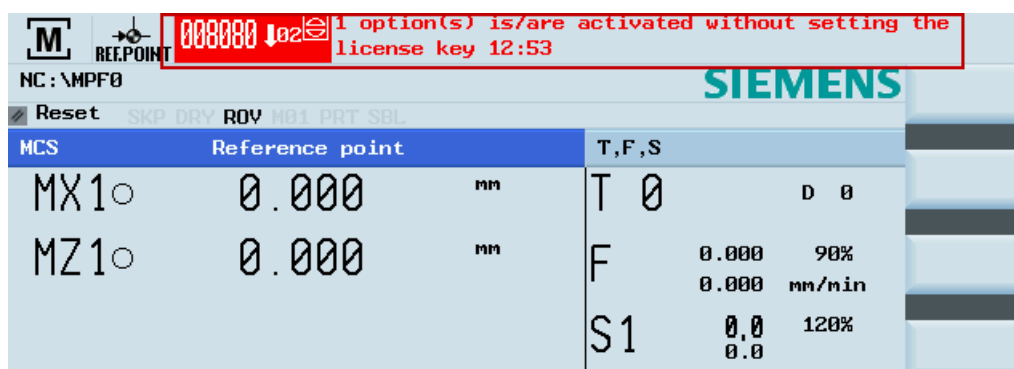 M REF.POINT 008080 ↓02 1 option(s) is/are activated without setting the
license key 12:53
NC:\MPF0 SIEMENS
Reset SKP DRY ROV M01 PRT SBL
MCS Reference point T,F,S
MX1 0.000 mm T 0 D 0
MZ1 0.000 mm F 0.000 90%
0.000 mm/min
S1 0.0 120%
0.0